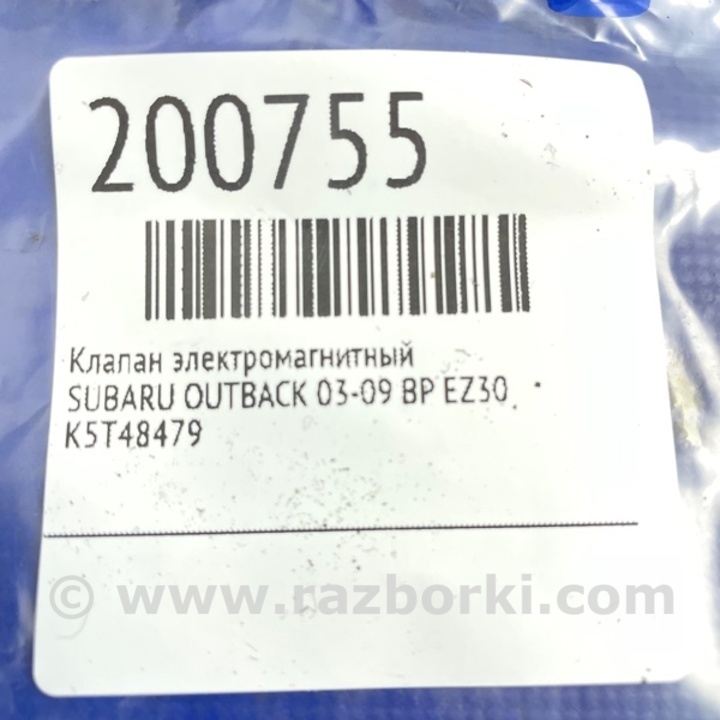 200755
Клапан электромагнитный
SUBARU OUTBACK 03-09 BP EZ30
K5T48479
© www.razborki.com